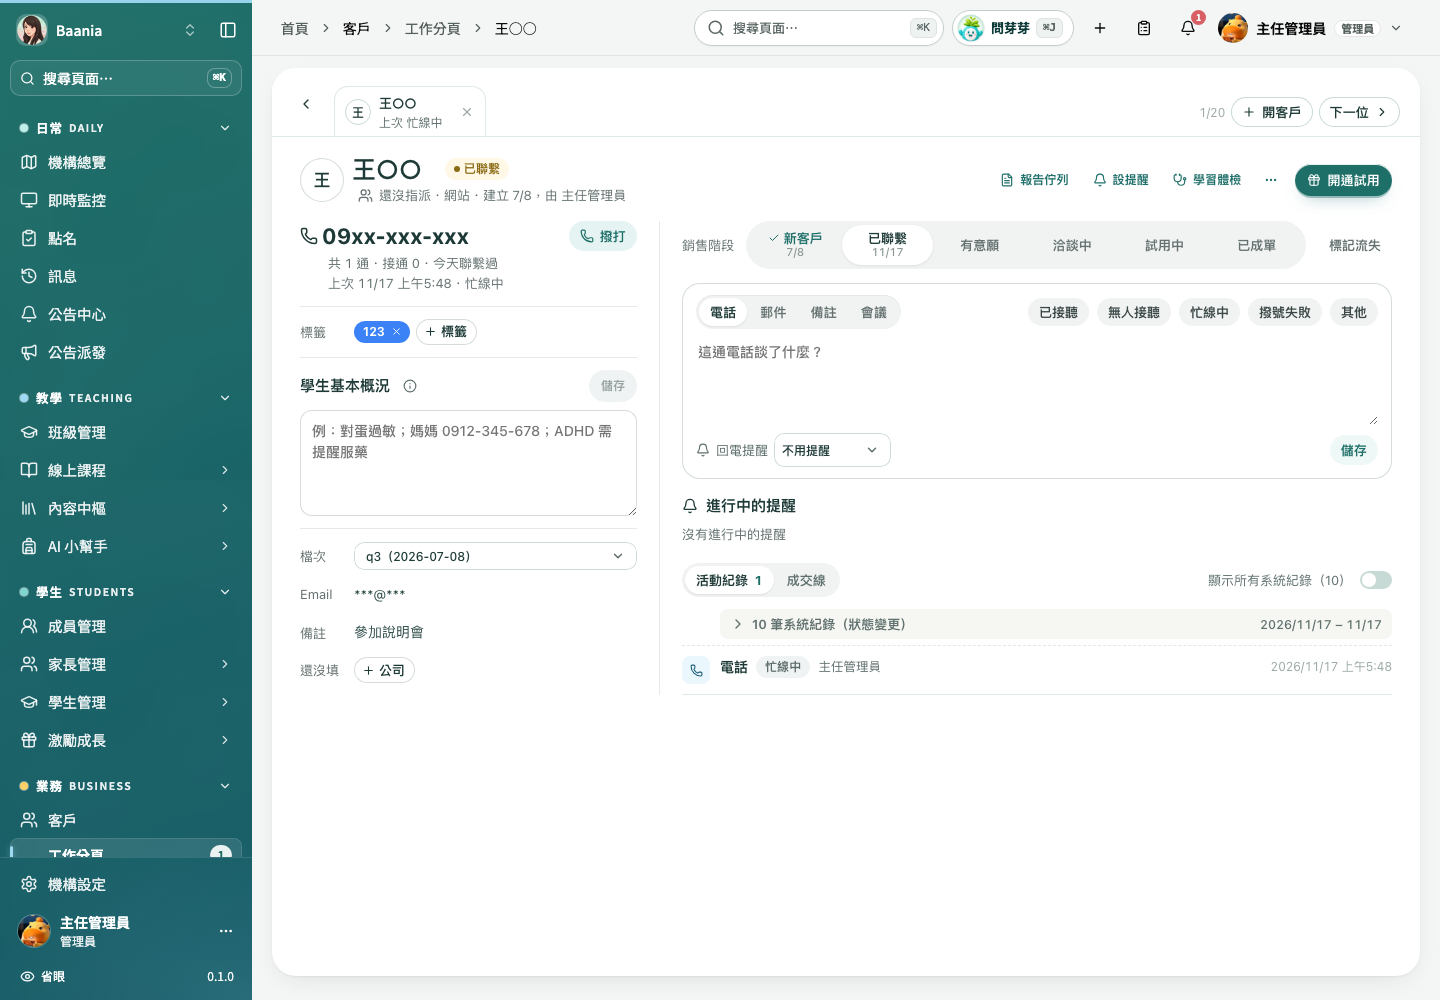 Baania
搜尋頁面… ⌘K
日常 DAILY
機構總覽
即時監控
點名
訊息
公告中心
公告派發
教學 TEACHING
班級管理
線上課程
內容中樞
AI 小幫手
學生 STUDENTS
成員管理
家長管理
學生管理
激勵成長
業務 BUSINESS
客戶
工作分頁 1
機構設定
主任管理員
管理員
省眼 0.1.0
首頁 > 客戶 > 工作分頁 > 王〇〇
搜尋頁面… ⌘K
問芽芽 ⌘J
1
主任管理員 管理員
王 王〇〇
上次 忙線中
1/20 + 開客戶 下一位
王 王〇〇 已聯繫
還沒指派 · 網站 · 建立 7/8，由 主任管理員
報告佇列 設提醒 學習體檢 ··· 開通試用
09xx-xxx-xxx 撥打
共 1 通 · 接通 0 · 今天聯繫過
上次 11/17 上午5:48 · 忙線中
標籤 123 × + 標籤
學生基本概況 儲存
例：對蛋過敏；媽媽 0912-345-678；ADHD 需
提醒服藥
檔次 q3（2026-07-08）
Email ***@***
備註 參加說明會
還沒填 + 公司
銷售階段 新客戶 已聯繫 有意願 洽談中 試用中 已成單 標記流失
7/8 11/17
電話 郵件 備註 會議 已接聽 無人接聽 忙線中 撥號失敗 其他
這通電話談了什麼？
回電提醒 不用提醒 儲存
進行中的提醒
沒有進行中的提醒
活動紀錄 1 成交線 顯示所有系統紀錄（10）
10 筆系統紀錄（狀態變更） 2026/11/17 – 11/17
電話 忙線中 主任管理員 2026/11/17 上午5:48